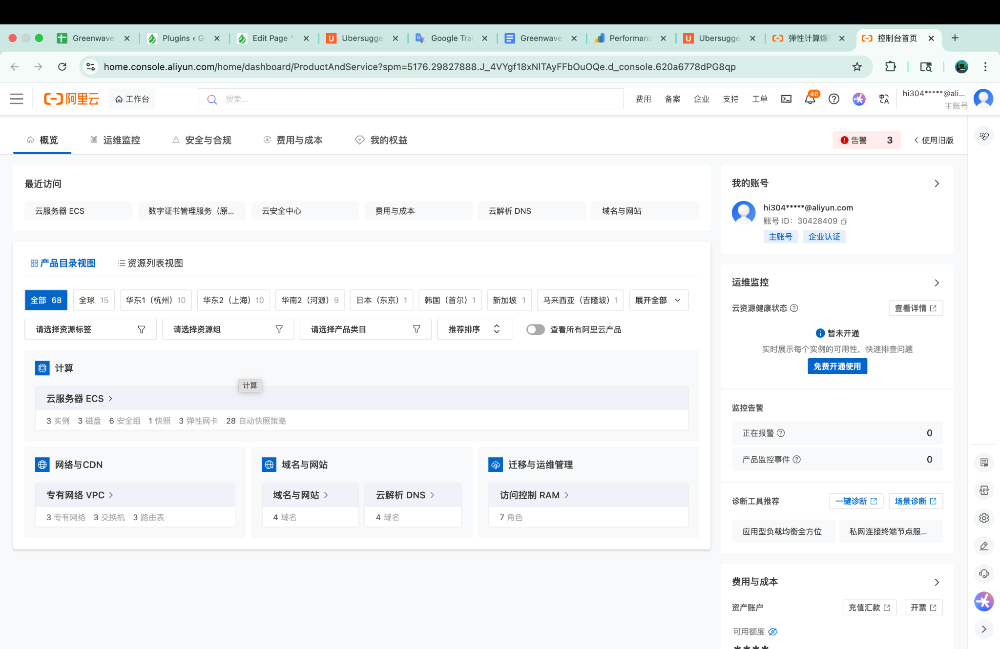 Greenwave
Plugins ‹ G
Edit Page “
Ubersugge
Google Tra
Greenwave
Performanc
Ubersugge
弹性计算爆
控制台首页
home.console.aliyun.com/home/dashboard/ProductAndService?spm=5176.29827888.J_4VYgf18xNlTAyFFbOuOQe.d_console.620a6778dPG8qp
阿里云
工作台
搜索...
费用
备案
企业
支持
工单
46
hi304*****@ali...
主账号
概览
运维监控
安全与合规
费用与成本
我的权益
告警 3
使用旧版
最近访问
云服务器 ECS
数字证书管理服务（原...
云安全中心
费用与成本
云解析 DNS
域名与网站
产品目录视图
资源列表视图
全部 68
全球 15
华东1（杭州） 10
华东2（上海） 10
华南2（河源） 9
日本（东京） 1
韩国（首尔） 1
新加坡 1
马来西亚（吉隆坡） 1
展开全部
请选择资源标签
请选择资源组
请选择产品类目
推荐排序
查看所有阿里云产品
计算
计算
云服务器 ECS
3 实例 3 磁盘 6 安全组 1 快照 3 弹性网卡 28 自动快照策略
网络与CDN
专有网络 VPC
3 专有网络 3 交换机 3 路由表
域名与网站
域名与网站
4 域名
云解析 DNS
4 域名
迁移与运维管理
访问控制 RAM
7 角色
我的账号
hi304*****@aliyun.com
账号 ID：30428409
主账号
企业认证
运维监控
云资源健康状态
查看详情
暂未开通
实时展示每个实例的可用性，快速排查问题
免费开通使用
监控告警
正在报警 0
产品监控事件 0
诊断工具推荐
一键诊断
场景诊断
应用型负载均衡全方位
私网连接终端节点服...
费用与成本
资产账户
充值汇款
开票
可用额度
****
APP